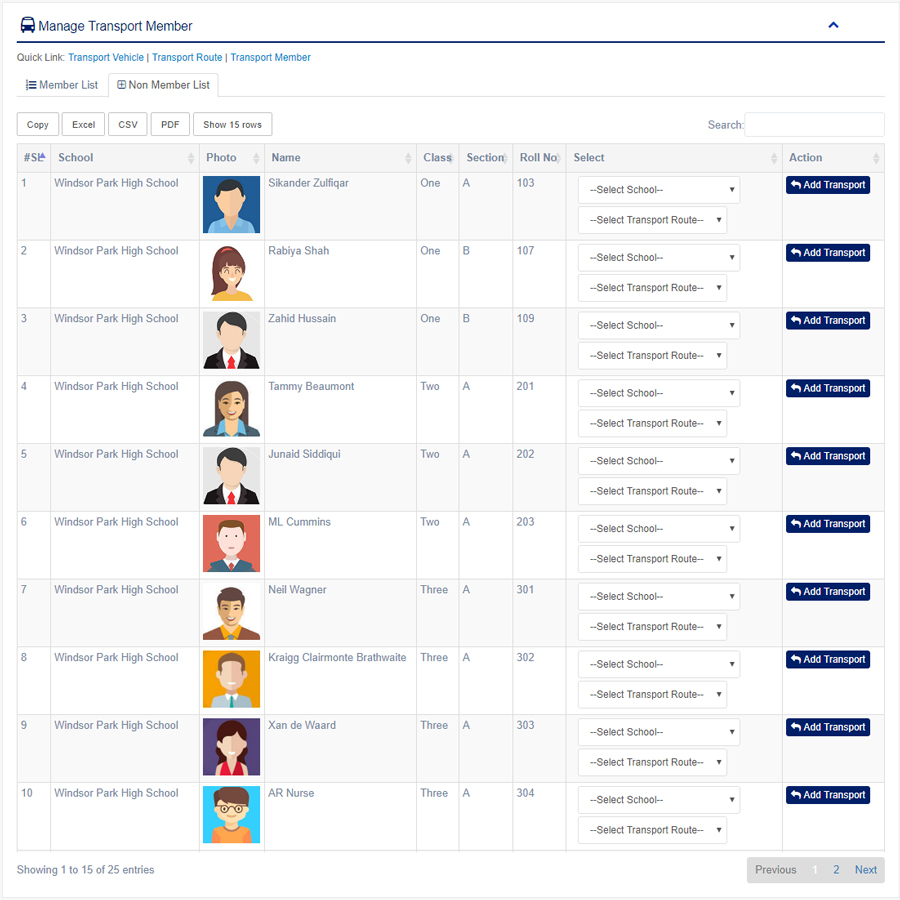 Manage Transport Member
Quick Link: Transport Vehicle | Transport Route | Transport Member
Member List Non Member List
Copy Excel CSV PDF Show 15 rows Search:
#SL School Photo Name Class Section Roll No Select Action
1 Windsor Park High School Sikander Zulfiqar One A 103 --Select School-- Add Transport
--Select Transport Route--
2 Windsor Park High School Rabiya Shah One B 107 --Select School-- Add Transport
--Select Transport Route--
3 Windsor Park High School Zahid Hussain One B 109 --Select School-- Add Transport
--Select Transport Route--
4 Windsor Park High School Tammy Beaumont Two A 201 --Select School-- Add Transport
--Select Transport Route--
5 Windsor Park High School Junaid Siddiqui Two A 202 --Select School-- Add Transport
--Select Transport Route--
6 Windsor Park High School ML Cummins Two A 203 --Select School-- Add Transport
--Select Transport Route--
7 Windsor Park High School Neil Wagner Three A 301 --Select School-- Add Transport
--Select Transport Route--
8 Windsor Park High School Kraigg Clairmonte Brathwaite Three A 302 --Select School-- Add Transport
--Select Transport Route--
9 Windsor Park High School Xan de Waard Three A 303 --Select School-- Add Transport
--Select Transport Route--
10 Windsor Park High School AR Nurse Three A 304 --Select School-- Add Transport
--Select Transport Route--
Showing 1 to 15 of 25 entries Previous 1 2 Next